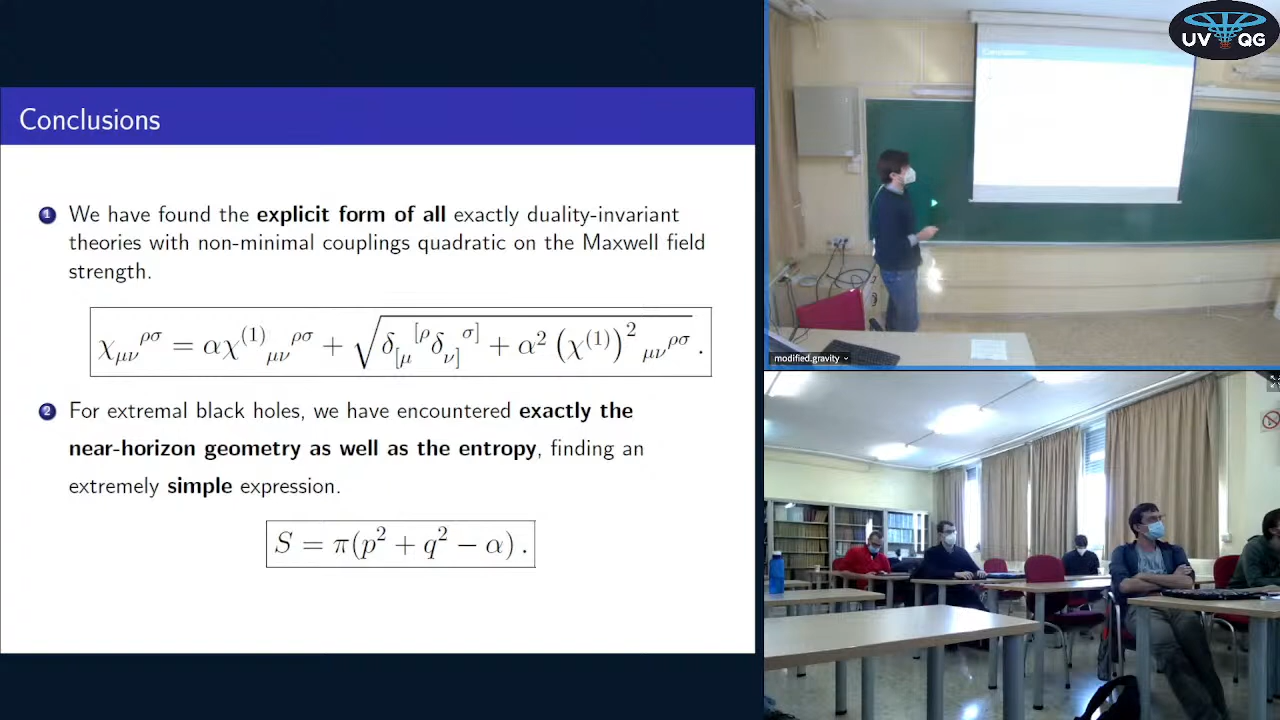 Conclusions
1 We have found the explicit form of all exactly duality-invariant
theories with non-minimal couplings quadratic on the Maxwell field
strength.
χ_{μν}^{ρσ} = αχ^{(1)}_{μν}^{ρσ} + √(δ_{[μ}^{[ρ}δ_{ν]}^{σ]} + α² (χ^{(1)})²_{μν}^{ρσ}) .
2 For extremal black holes, we have encountered exactly the
near-horizon geometry as well as the entropy, finding an
extremely simple expression.
S = π(p² + q² − α) .
UV QG
modified.gravity